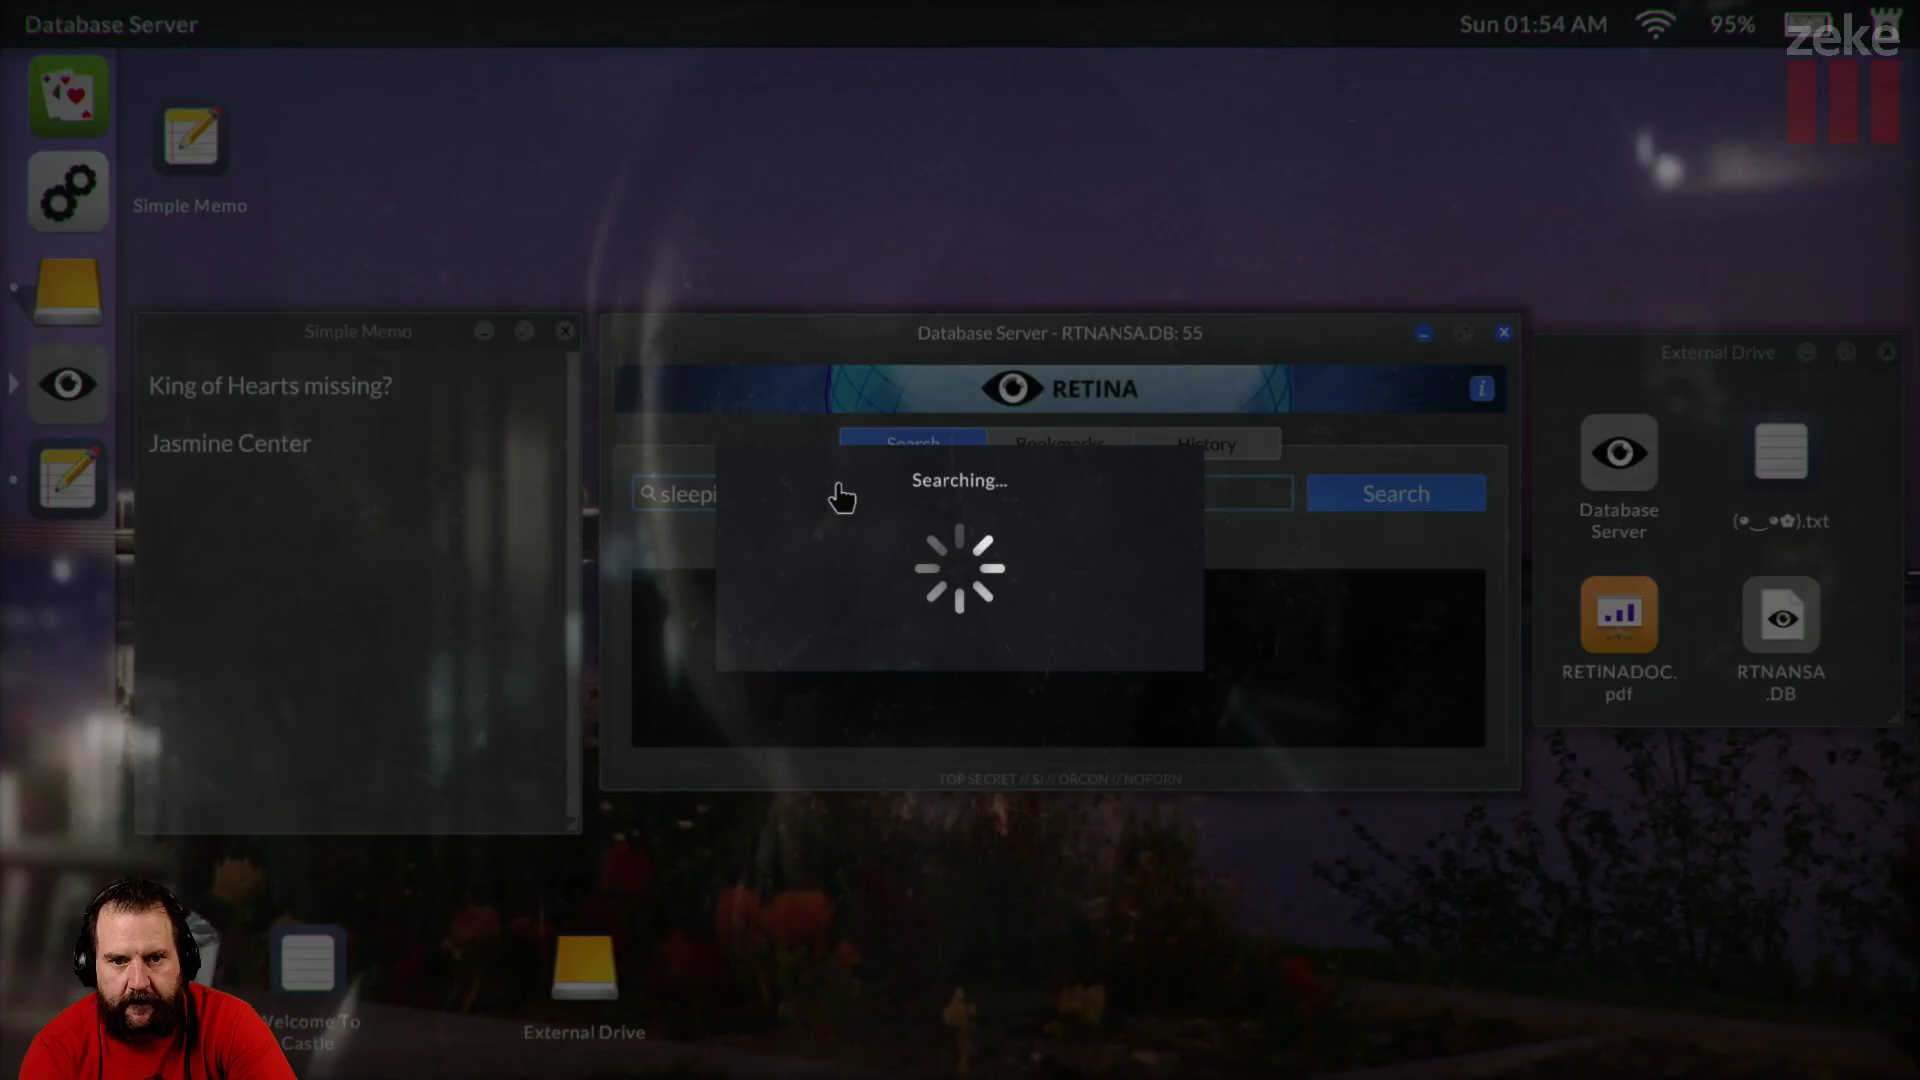 Database Server
Sun 01:54 AM
95%
zeke
Simple Memo
Simple Memo
King of Hearts missing?
Jasmine Center
Database Server - RTNANSA.DB: 55
RETINA
i
Search
Bookmarks
History
sleepi
Search
Searching...
TOP SECRET // SI // ORCON // NOFORN
External Drive
Database
Server
(•‿•✿).txt
RETINADOC.
pdf
RTNANSA
.DB
Welcome To
Castle
External Drive